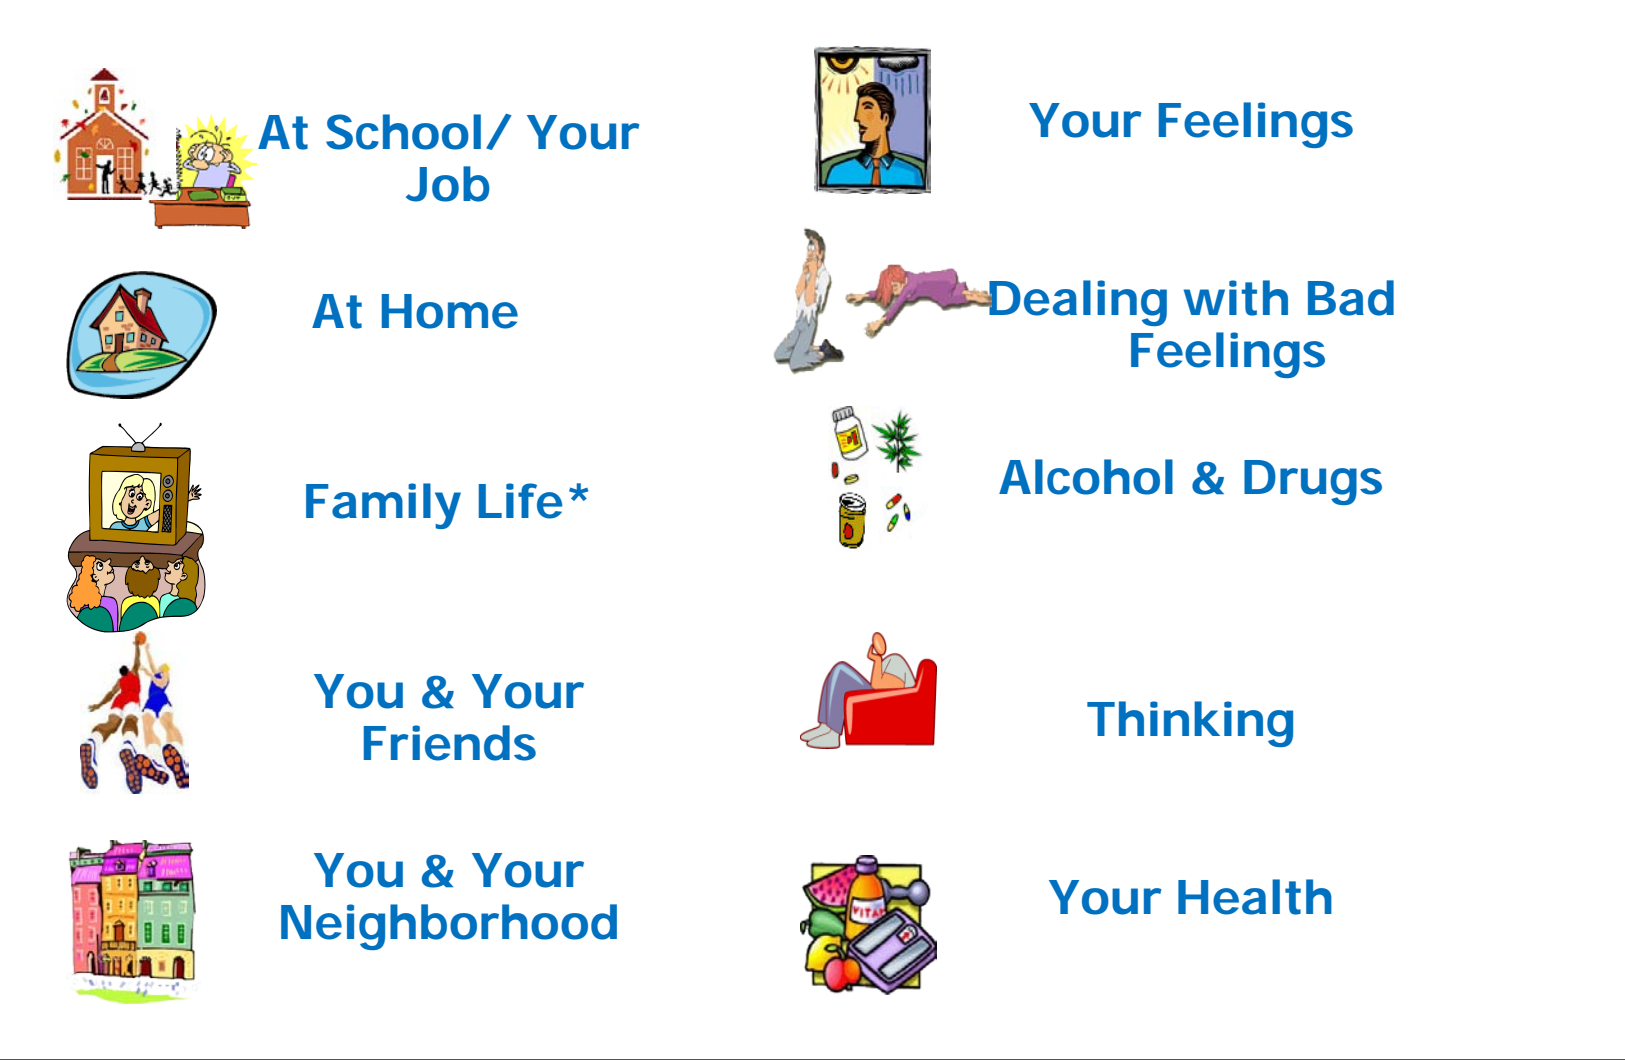 At School/ Your
Job
At Home
Family Life*
You & Your
Friends
You & Your
Neighborhood
Your Feelings
Dealing with Bad
Feelings
Alcohol & Drugs
Thinking
VITA
Your Health